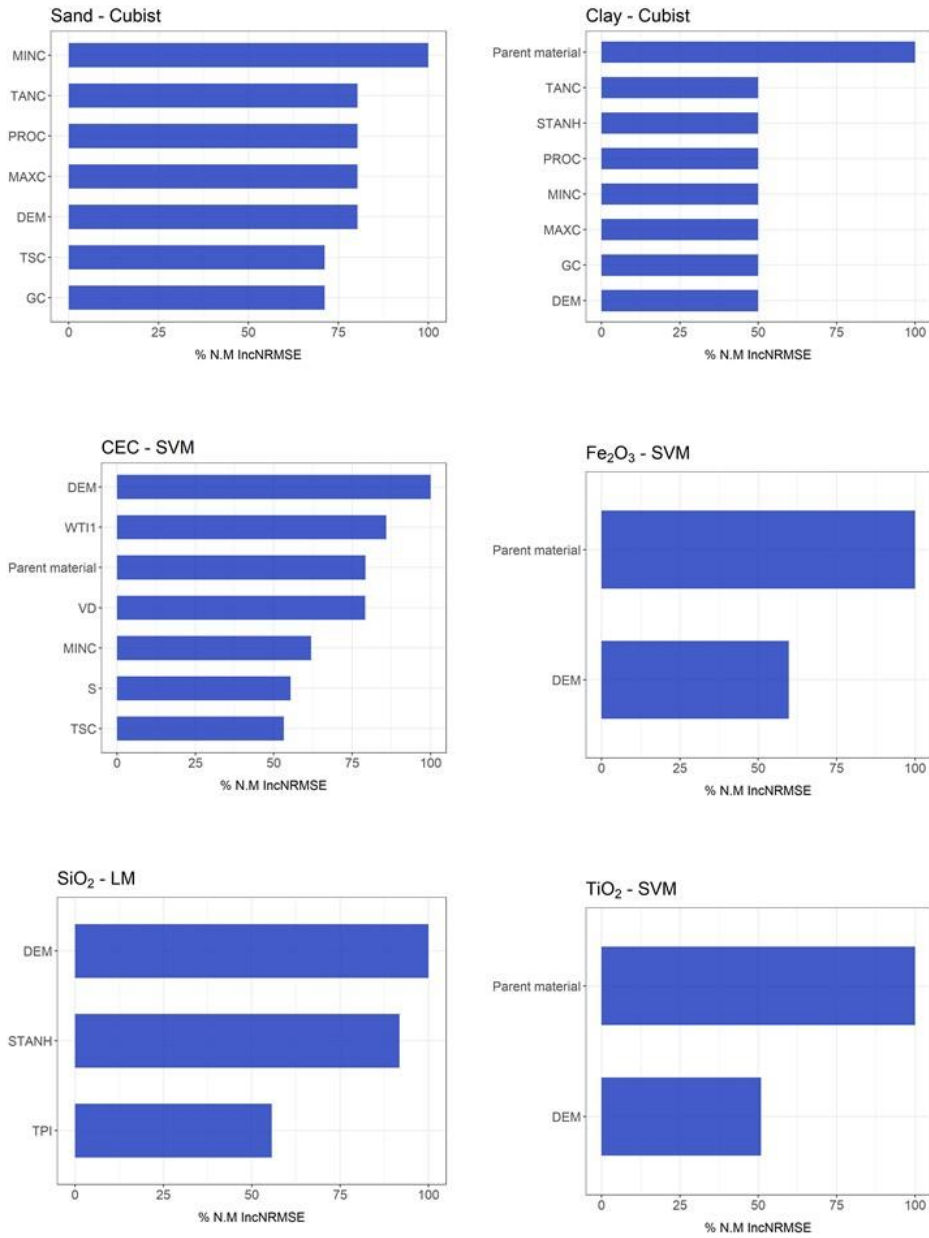 Sand - Cubist
MINC
TANC
PROC
MAXC
DEM
TSC
GC
0 25 50 75 100
% N.M IncNRMSE
Clay - Cubist
Parent material
TANC
STANH
PROC
MINC
MAXC
GC
DEM
0 25 50 75 100
% N.M IncNRMSE
CEC - SVM
DEM
WTI1
Parent material
VD
MINC
S
TSC
0 25 50 75 100
% N.M IncNRMSE
Fe₂O₃ - SVM
Parent material
DEM
0 25 50 75 100
% N.M IncNRMSE
SiO₂ - LM
DEM
STANH
TPI
0 25 50 75 100
% N.M IncNRMSE
TiO₂ - SVM
Parent material
DEM
0 25 50 75 100
% N.M IncNRMSE